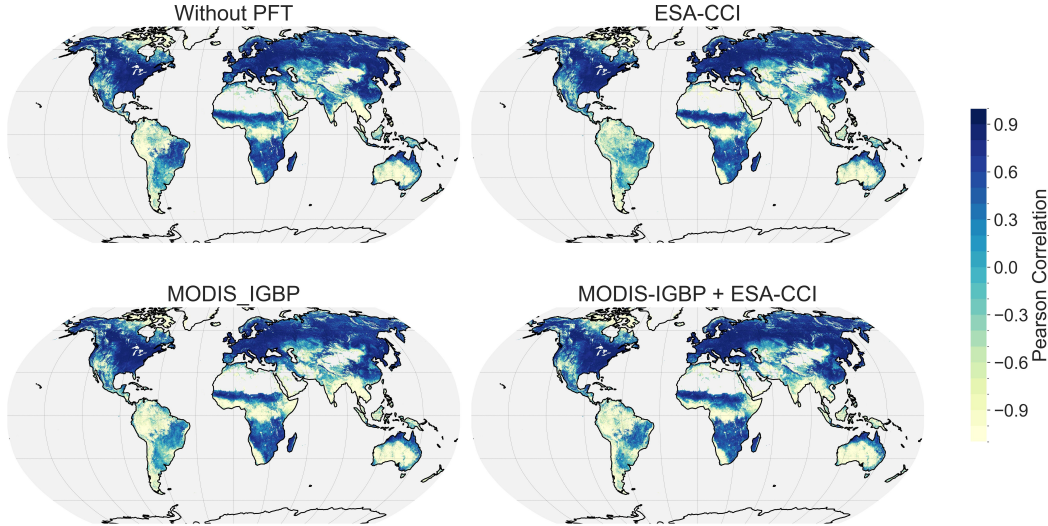 Without PFT
ESA-CCI
MODIS_IGBP
MODIS-IGBP + ESA-CCI
0.9
0.6
0.3
0.0
−0.3
−0.6
−0.9
Pearson Correlation